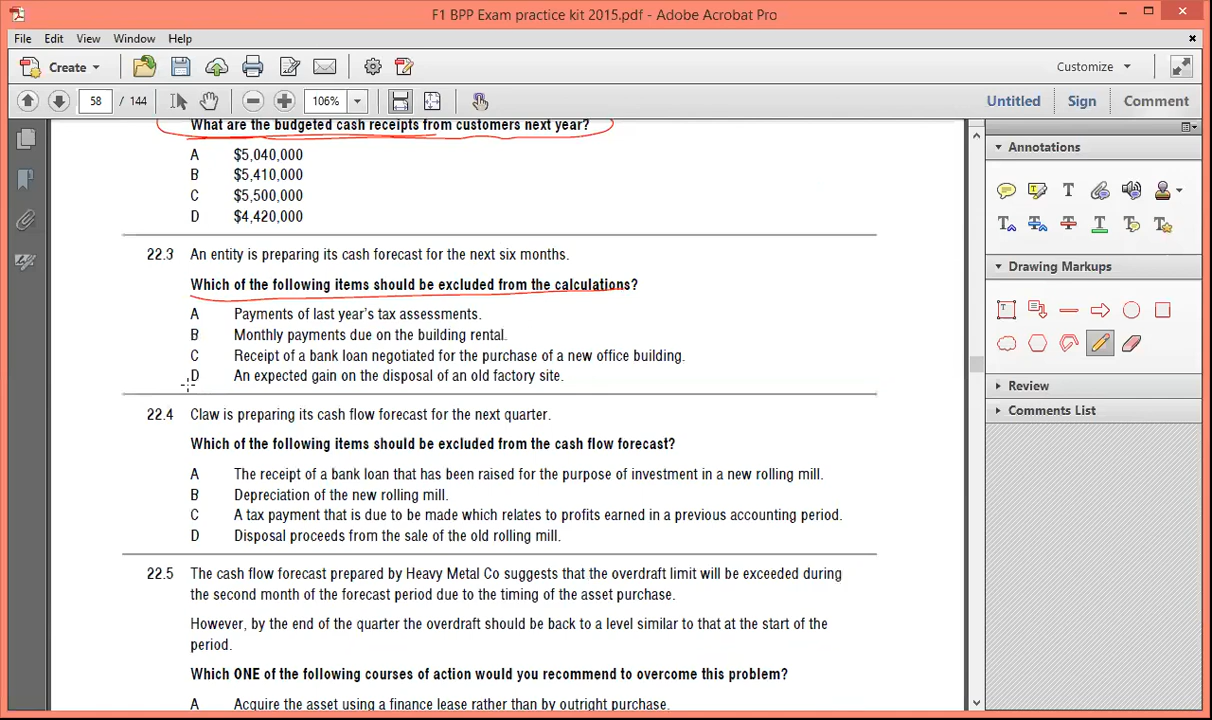 F1 BPP Exam practice kit 2015.pdf - Adobe Acrobat Pro
File Edit View Window Help
Create Customize
58 / 144 106% Untitled Sign Comment
What are the budgeted cash receipts from customers next year?
A $5,040,000
B $5,410,000
C $5,500,000
D $4,420,000
22.3 An entity is preparing its cash forecast for the next six months.
Which of the following items should be excluded from the calculations?
A Payments of last year's tax assessments.
B Monthly payments due on the building rental.
C Receipt of a bank loan negotiated for the purchase of a new office building.
D An expected gain on the disposal of an old factory site.
22.4 Claw is preparing its cash flow forecast for the next quarter.
Which of the following items should be excluded from the cash flow forecast?
A The receipt of a bank loan that has been raised for the purpose of investment in a new rolling mill.
B Depreciation of the new rolling mill.
C A tax payment that is due to be made which relates to profits earned in a previous accounting period.
D Disposal proceeds from the sale of the old rolling mill.
22.5 The cash flow forecast prepared by Heavy Metal Co suggests that the overdraft limit will be exceeded during
the second month of the forecast period due to the timing of the asset purchase.
However, by the end of the quarter the overdraft should be back to a level similar to that at the start of the
period.
Which ONE of the following courses of action would you recommend to overcome this problem?
A Acquire the asset using a finance lease rather than by outright purchase.
Annotations
Drawing Markups
Review
Comments List